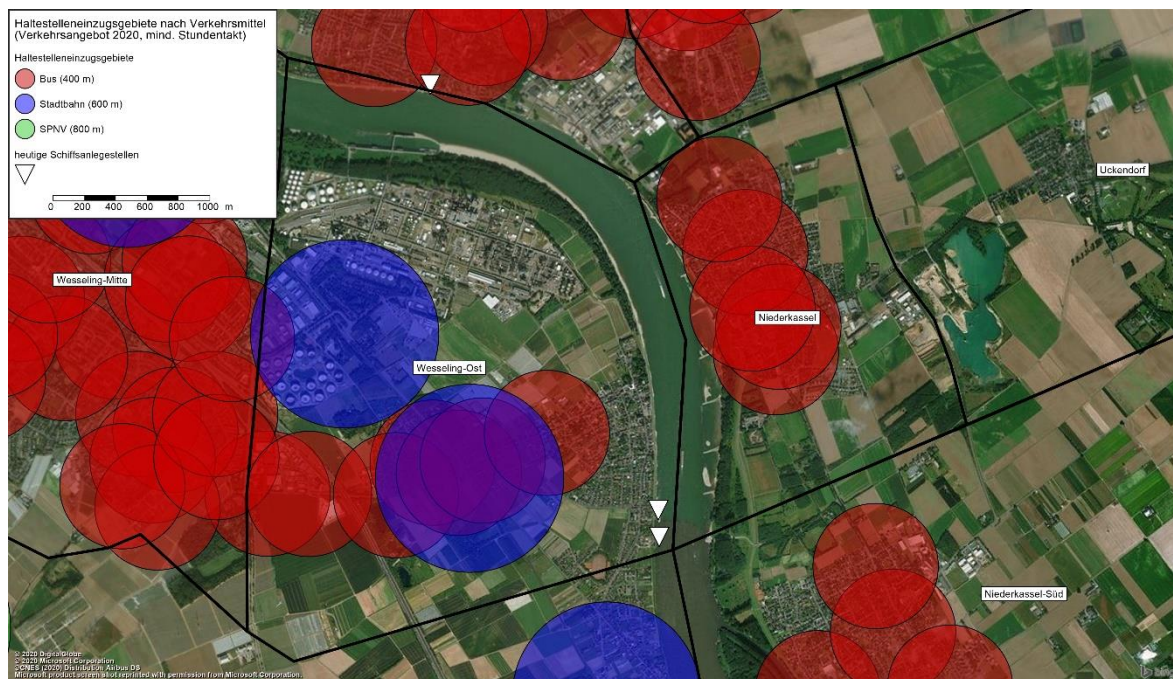 Haltestelleneinzugsgebiete nach Verkehrsmittel
(Verkehrsangebot 2020, mind. Stundentakt)
Haltestelleneinzugsgebiete
Bus (400 m)
Stadtbahn (600 m)
SPNV (800 m)
heutige Schiffsanlegestellen
0 200 400 600 800 1000 m
Uckendorf
Wesseling-Mitte
Niederkassel
Wesseling-Ost
Niederkassel-Süd
© 2020 DigitalGlobe
© 2020 Microsoft Corporation
©CNES (2020) Distribution Airbus DS
Microsoft product screen shot reprinted with permission from Microsoft Corporation.